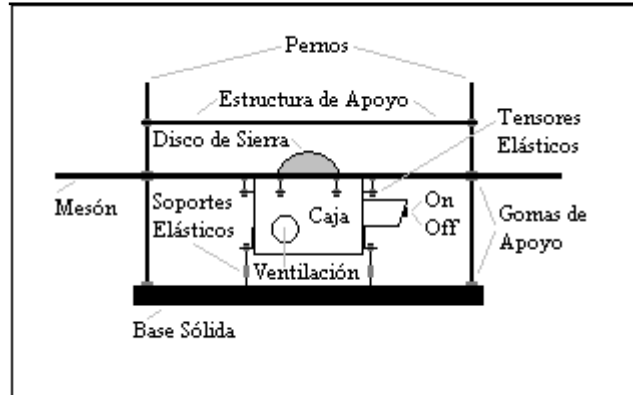 Pernos
Estructura de Apoyo
Tensores
Elásticos
Disco de Sierra
Mesón
Soportes
Elásticos
Caja
On
Off
Gomas de
Apoyo
Ventilación
Base Sólida